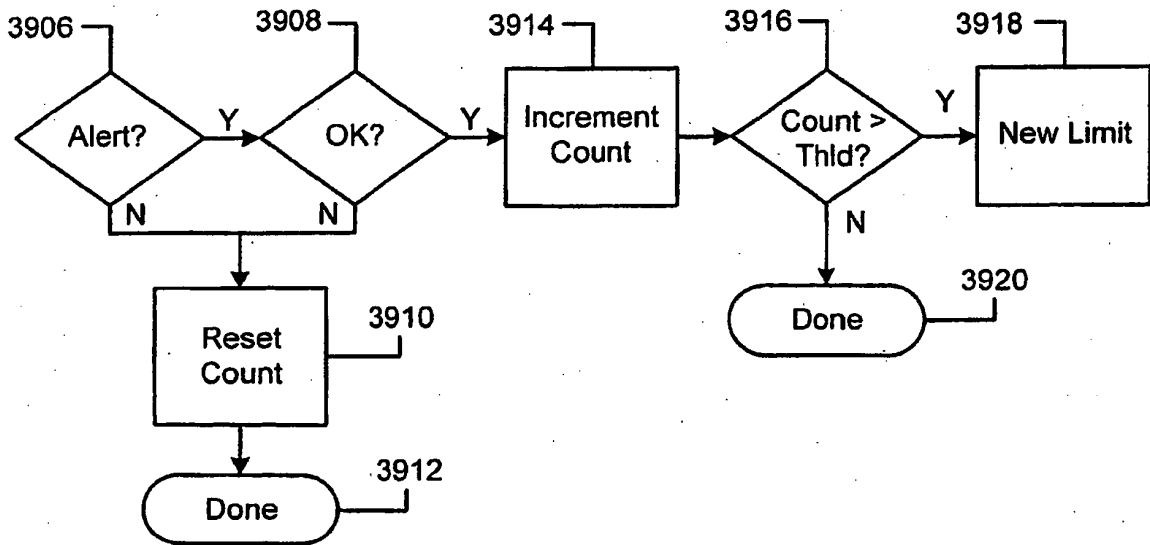 3906
3908
3914
3916
3918
Alert?
Y
OK?
Y
Increment
Count
Count >
Thld?
Y
New Limit
N
N
N
Reset
Count
3910
Done
3920
Done
3912